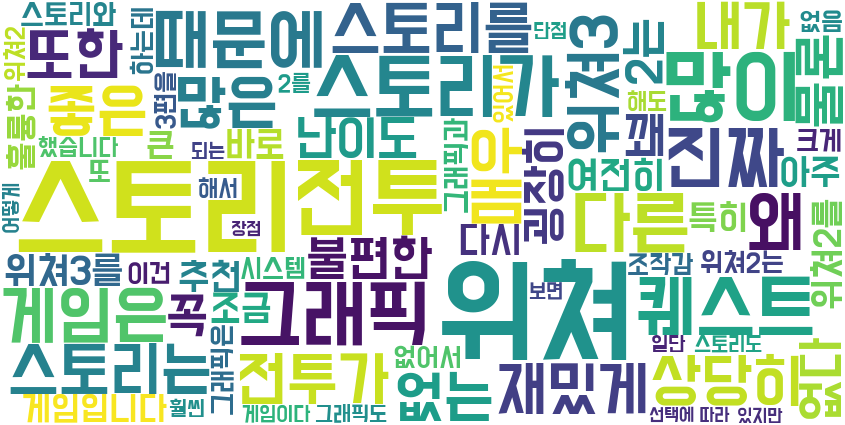 스토리와
단점
없음
위쳐2
하는데
때문에
스토리를
내가
또한
2를
위쳐3
2는
많이
물론
훌륭한
좋은
3편을
많은
스토리가
있어서
해도
했습니다
큰
되는
바로
난이도
그래픽과
꽤
진짜
크게
또
해서
스토리
전투
몸
굉장히
여전히
아주
어떻게
장점
다시
다른
특히
왜
위쳐2를
위쳐3를
이건
추천
시스템
불편한
조작감
위쳐2는
게임은
꼭
조금
그래픽
위쳐
보면
퀘스트
스토리는
그래픽은
전투가
없어서
없는
재밌게
일단
스토리도
상당히
없다
게임입니다
훨씬
게임이다
그래픽도
선택에 따라
있지만